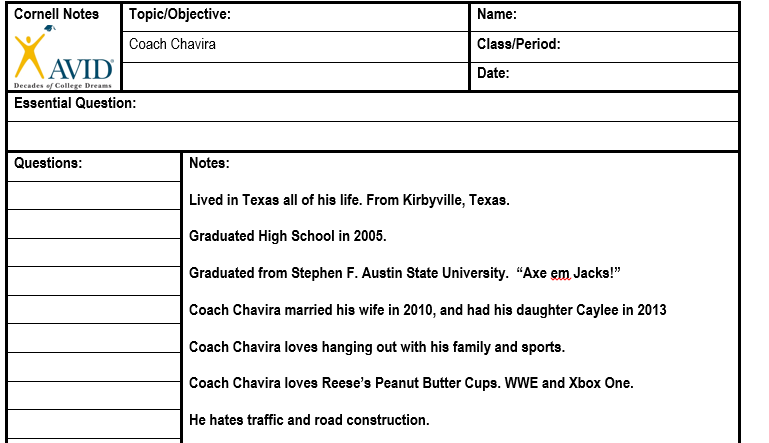 Cornell Notes
Topic/Objective:
Name:
Coach Chavira
Class/Period:
Date:
AVID®
Decades of College Dreams
Essential Question:
Questions:
Notes:
Lived in Texas all of his life. From Kirbyville, Texas.
Graduated High School in 2005.
Graduated from Stephen F. Austin State University.  “Axe em Jacks!”
Coach Chavira married his wife in 2010, and had his daughter Caylee in 2013
Coach Chavira loves hanging out with his family and sports.
Coach Chavira loves Reese’s Peanut Butter Cups. WWE and Xbox One.
He hates traffic and road construction.